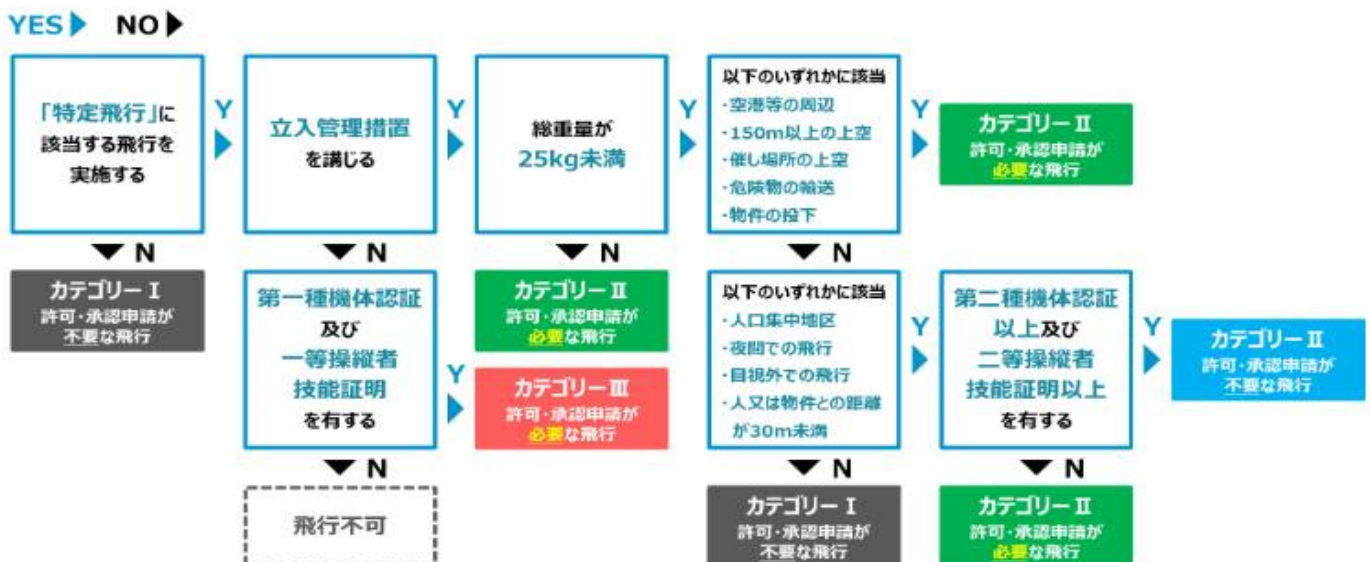 YES NO
「特定飛行」に
該当する飛行を
実施する
Y
立入管理措置
を講じる
Y
総重量が
25kg未満
Y
以下のいずれかに該当
・空港等の周辺
・150m以上の上空
・催し場所の上空
・危険物の輸送
・物件の投下
Y
カテゴリーⅡ
許可・承認申請が
必要な飛行
N
N
N
N
カテゴリーⅠ
許可・承認申請が
不要な飛行
第一種機体認証
及び
一等操縦者
技能証明
を有する
Y
カテゴリーⅡ
許可・承認申請が
必要な飛行
カテゴリーⅢ
許可・承認申請が
必要な飛行
以下のいずれかに該当
・人口集中地区
・夜間での飛行
・目視外での飛行
・人又は物件との距離
が30m未満
Y
第二種機体認証
以上及び
二等操縦者
技能証明以上
を有する
Y
カテゴリーⅡ
許可・承認申請が
不要な飛行
N
N
N
飛行不可
カテゴリーⅠ
許可・承認申請が
不要な飛行
カテゴリーⅡ
許可・承認申請が
必要な飛行